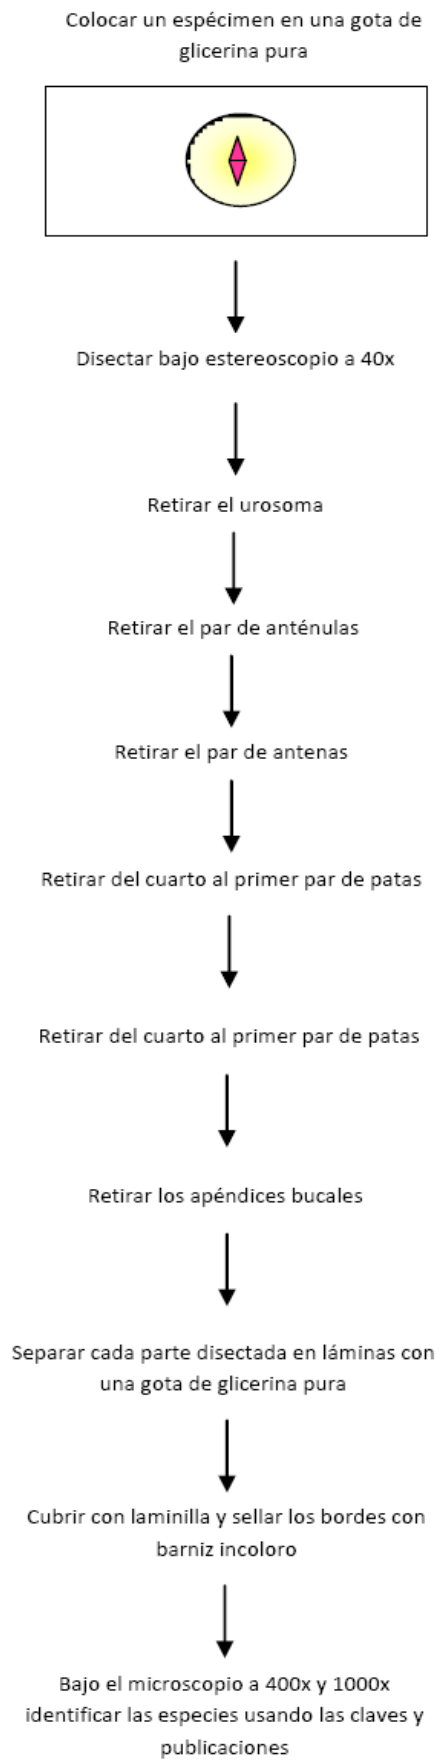 Colocar un espécimen en una gota de
glicerina pura
Disectar bajo estereoscopio a 40x
Retirar el urosoma
Retirar el par de anténulas
Retirar el par de antenas
Retirar del cuarto al primer par de patas
Retirar del cuarto al primer par de patas
Retirar los apéndices bucales
Separar cada parte disectada en láminas con
una gota de glicerina pura
Cubrir con laminilla y sellar los bordes con
barniz incoloro
Bajo el microscopio a 400x y 1000x
identificar las especies usando las claves y
publicaciones